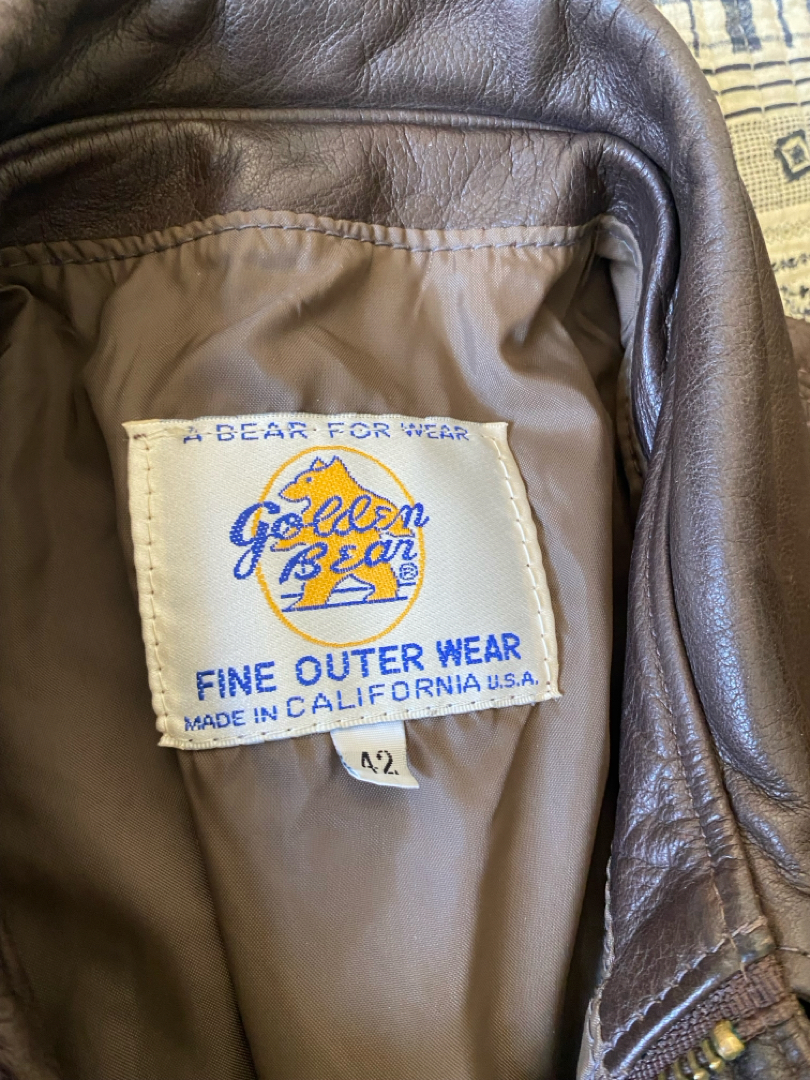 A·BEAR·FOR WEAR
Golden
Bear®
FINE OUTER WEAR
MADE IN CALIFORNIA U.S.A.
42